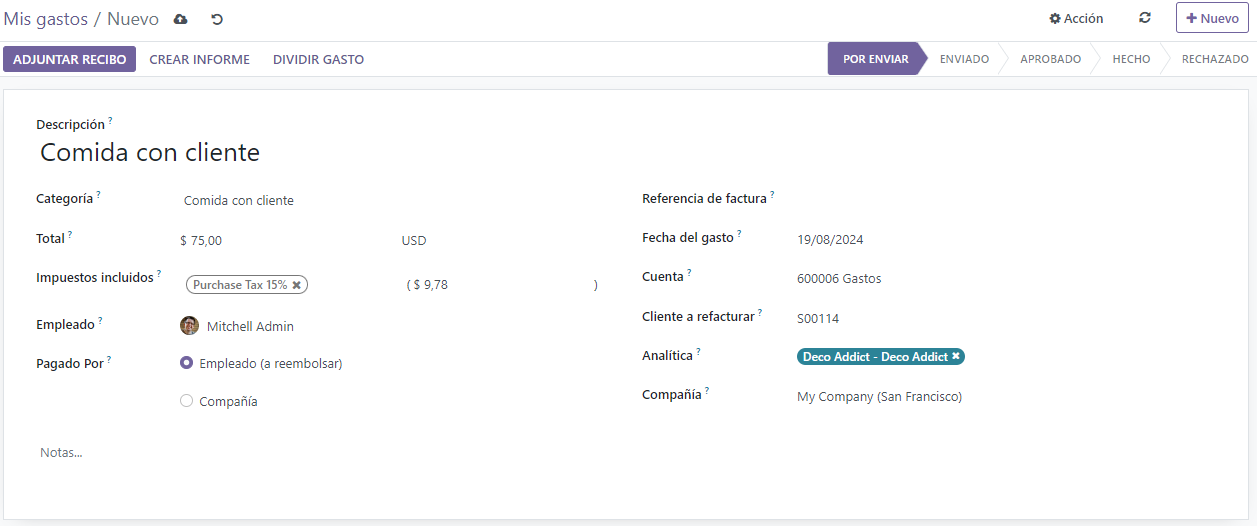 Mis gastos / Nuevo
Acción
+ Nuevo
ADJUNTAR RECIBO CREAR INFORME DIVIDIR GASTO
POR ENVIAR ENVIADO APROBADO HECHO RECHAZADO
Descripción ?
Comida con cliente
Categoría ? Comida con cliente
Total ? $ 75,00 USD
Impuestos incluidos ? Purchase Tax 15% ✖ ( $ 9,78 )
Empleado ? Mitchell Admin
Pagado Por ? Empleado (a reembolsar)
Compañía
Notas...
Referencia de factura ?
Fecha del gasto ? 19/08/2024
Cuenta ? 600006 Gastos
Cliente a refacturar ? S00114
Analítica ? Deco Addict - Deco Addict ✖
Compañía ? My Company (San Francisco)